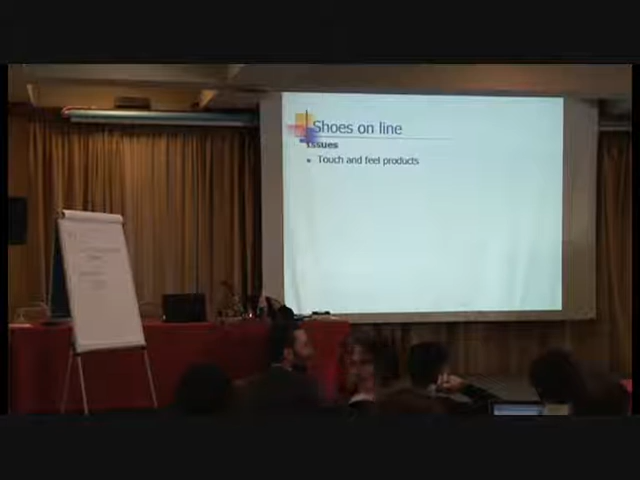 Shoes on line
Issues
Touch and feel products